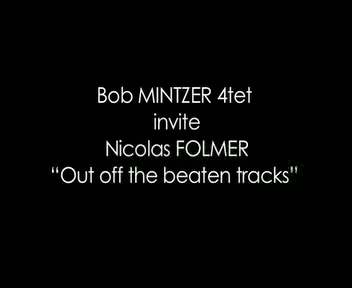 Bob MINTZER 4tet
invite
Nicolas FOLMER
“Out off the beaten tracks”